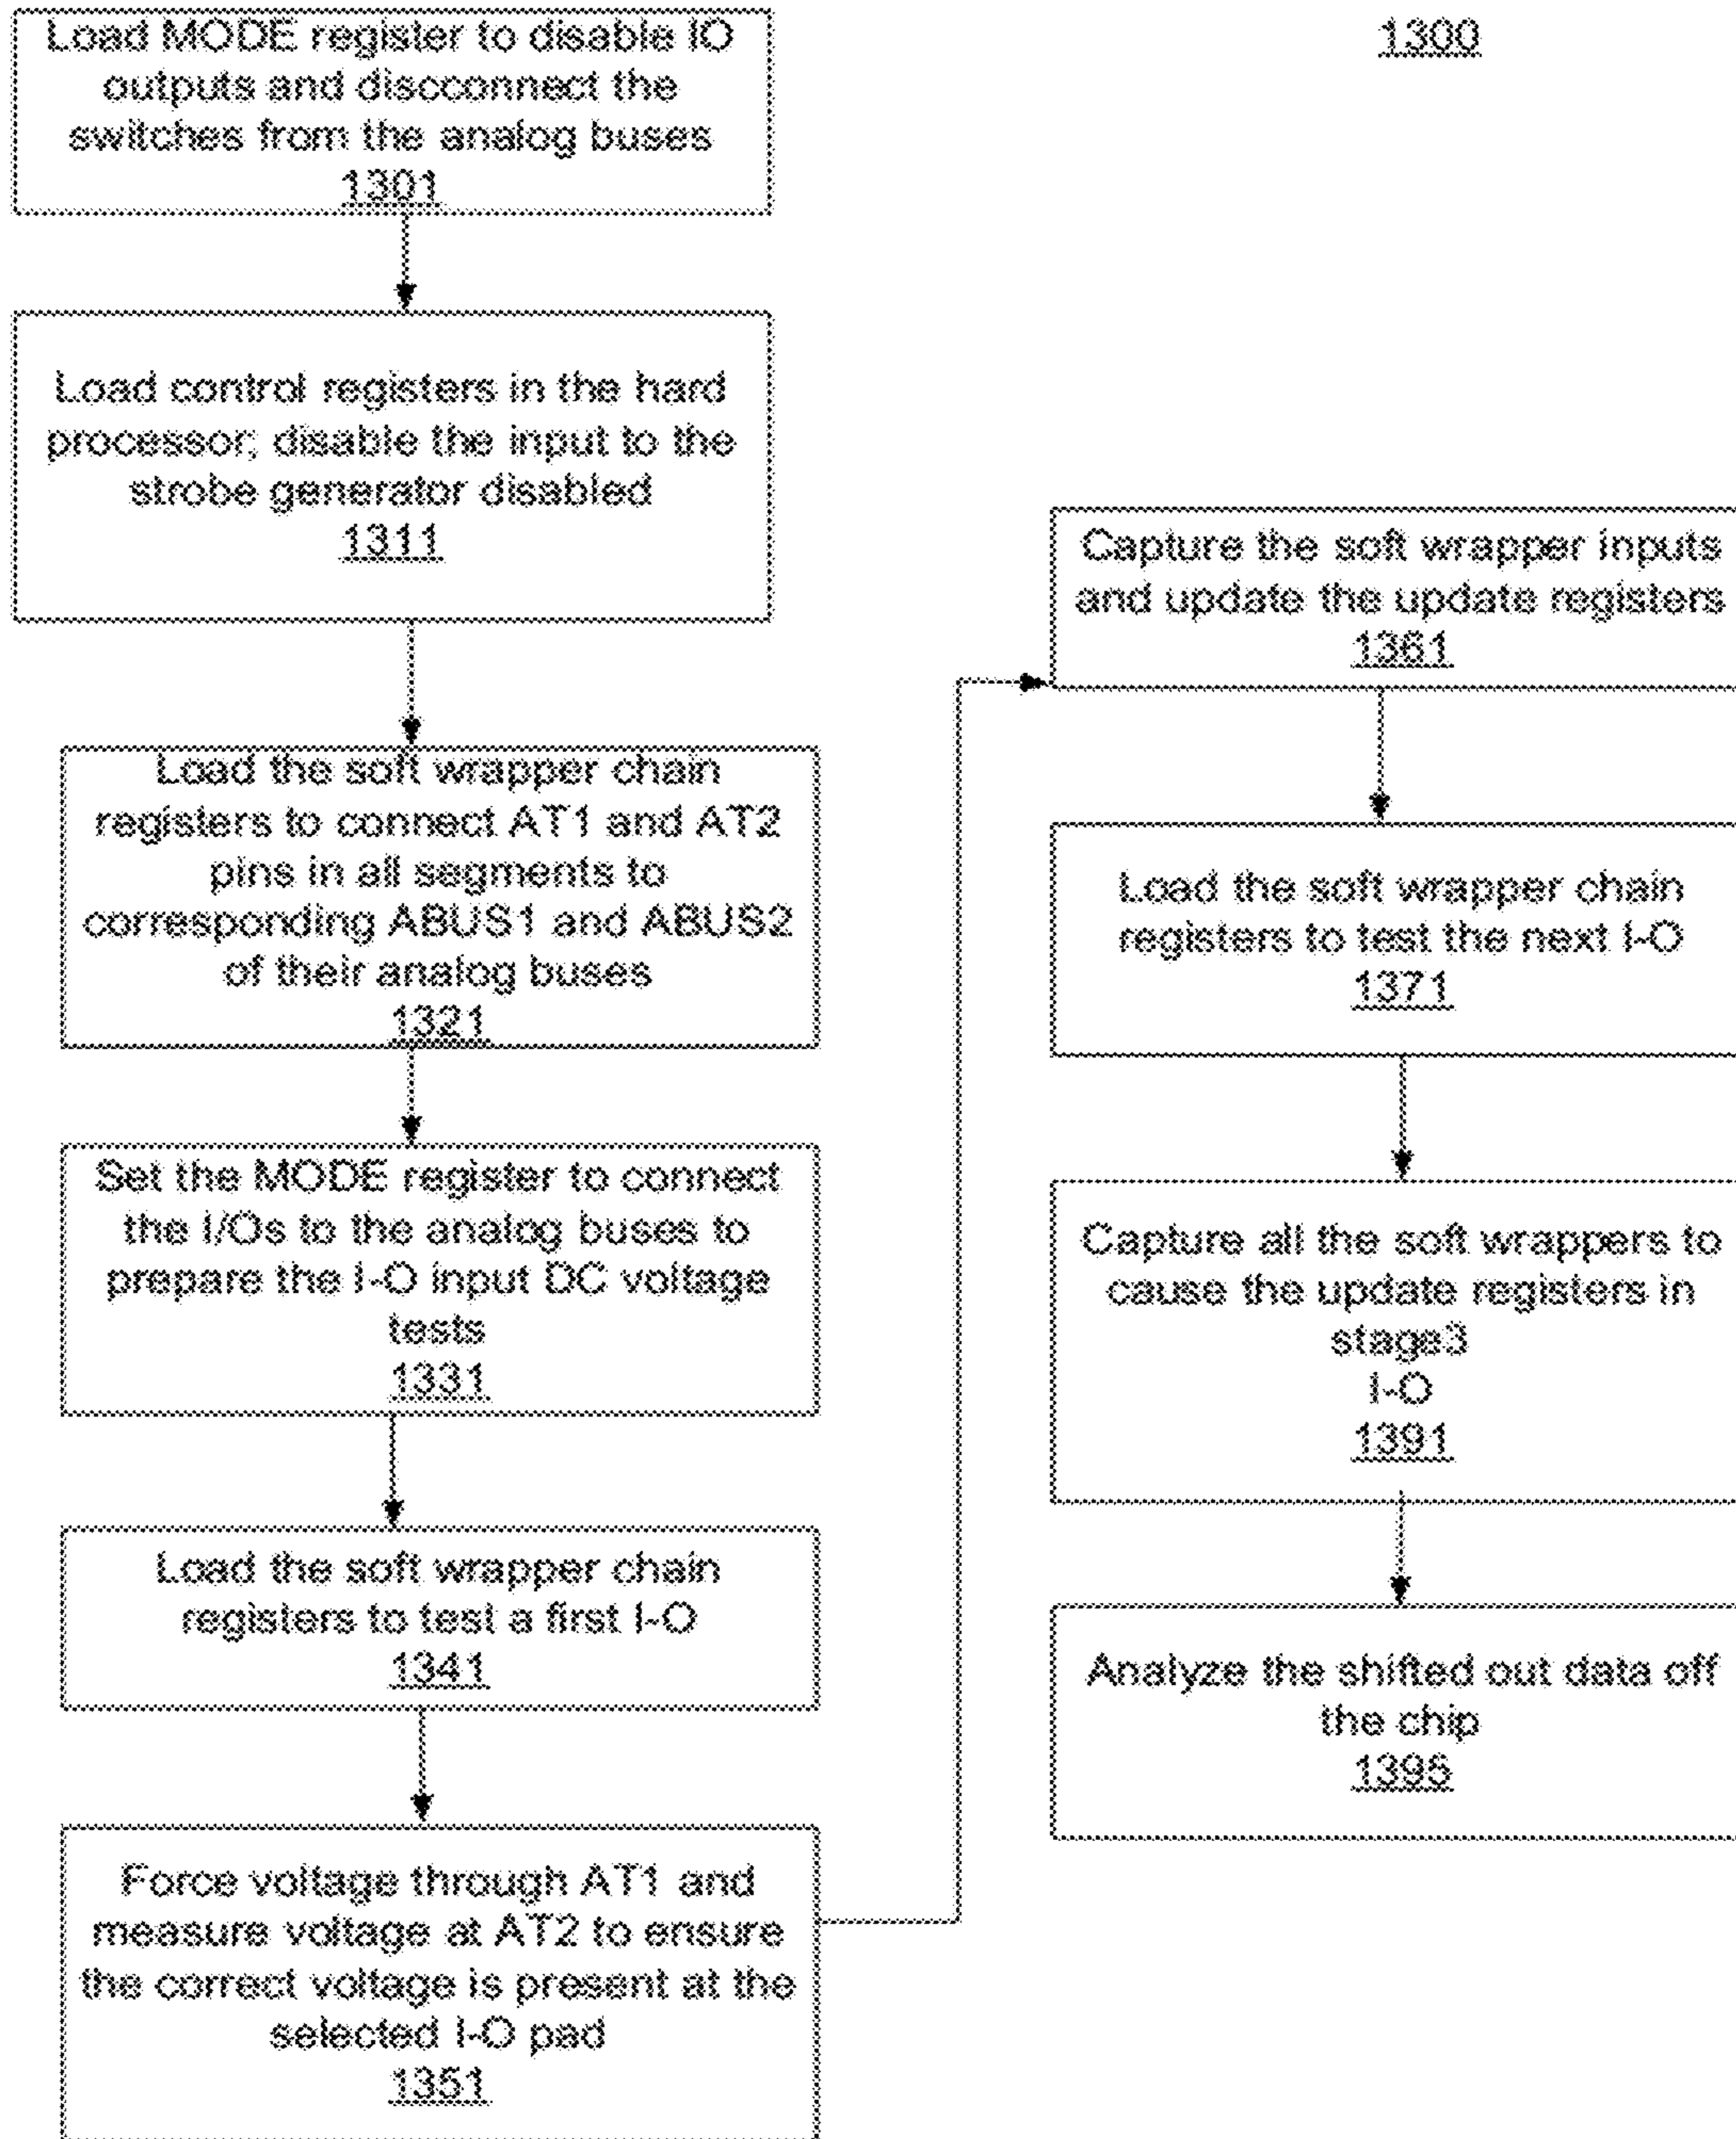 1300
Load MODE register to disable IO
outputs and discconnect the
switches from the analog buses
1301
Load control registers in the hard
processor; disable the input to the
strobe generator disabled
1311
Load the soft wrapper chain
registers to connect AT1 and AT2
pins in all segments to
corresponding ABUS1 and ABUS2
of their analog buses
1321
Set the MODE register to connect
the I/Os to the analog buses to
prepare the I-O input DC voltage
tests
1331
Load the soft wrapper chain
registers to test a first I-O
1341
Force voltage through AT1 and
measure voltage at AT2 to ensure
the correct voltage is present at the
selected I-O pad
1351
Capture the soft wrapper inputs
and update the update registers
1361
Load the soft wrapper chain
registers to test the next I-O
1371
Capture all the soft wrappers to
cause the update registers in
stage3
I-O
1391
Analyze the shifted out data off
the chip
1395